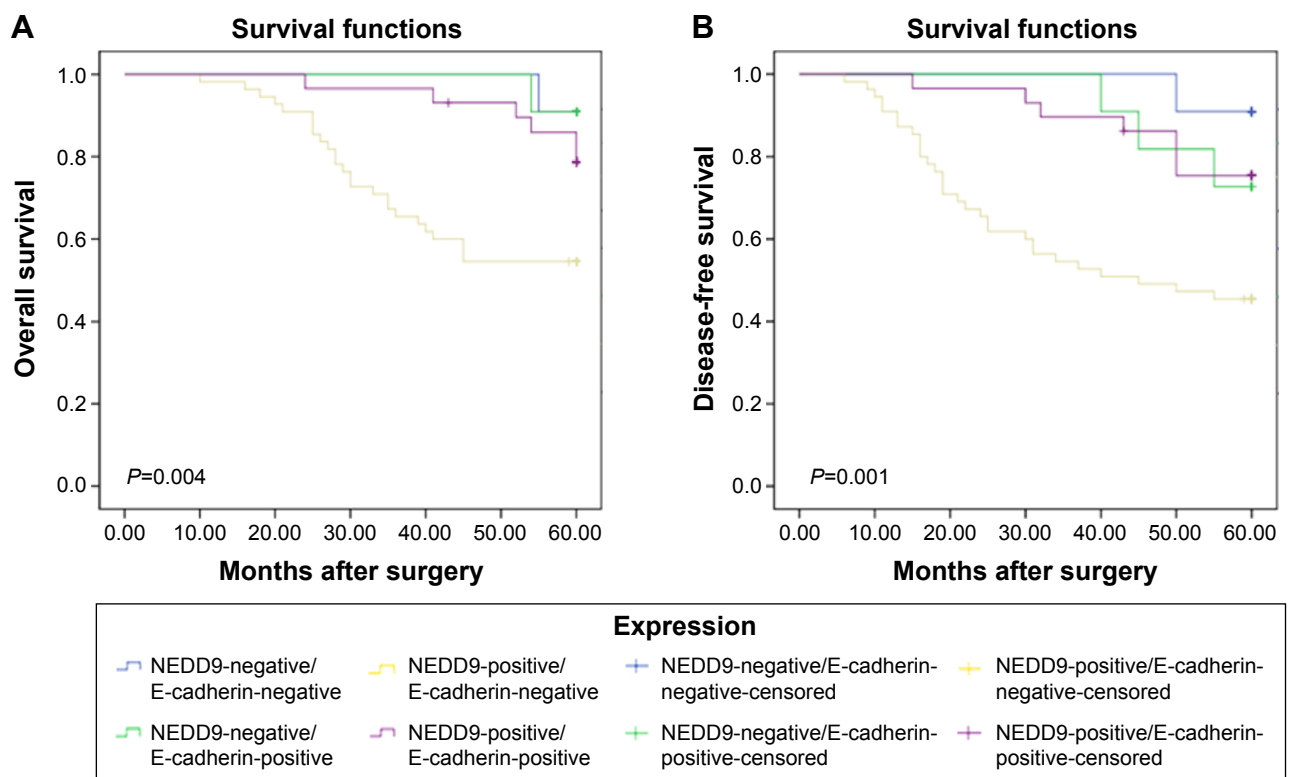 A
Survival functions
Overall survival
1.0
0.8
0.6
0.4
0.2
0.0
P=0.004
0.00 10.00 20.00 30.00 40.00 50.00 60.00
Months after surgery
B
Survival functions
Disease-free survival
1.0
0.8
0.6
0.4
0.2
0.0
P=0.001
0.00 10.00 20.00 30.00 40.00 50.00 60.00
Months after surgery
Expression
NEDD9-negative/
E-cadherin-negative
NEDD9-positive/
E-cadherin-negative
NEDD9-negative/E-cadherin-
negative-censored
NEDD9-positive/E-cadherin-
negative-censored
NEDD9-negative/
E-cadherin-positive
NEDD9-positive/
E-cadherin-positive
NEDD9-negative/E-cadherin-
positive-censored
NEDD9-positive/E-cadherin-
positive-censored